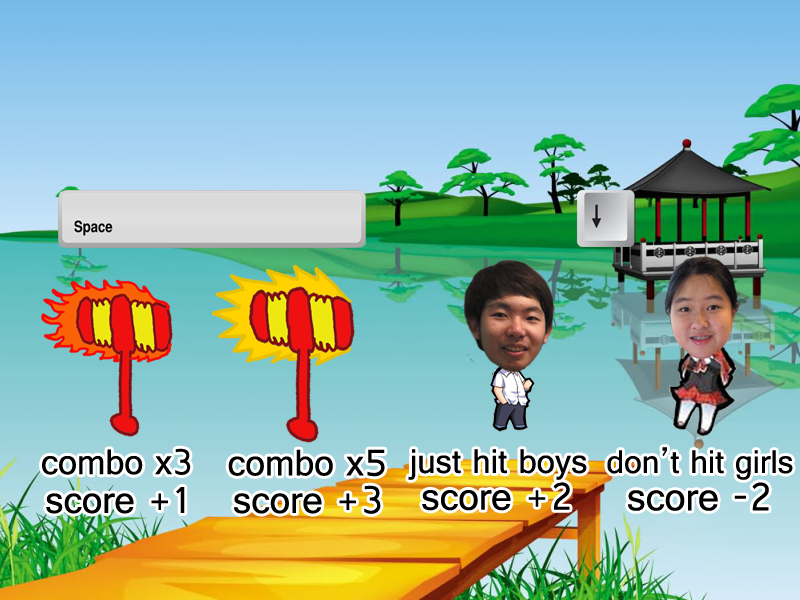 Space
↓
combo x3
score +1
combo x5
score +3
just hit boys
score +2
don't hit girls
score -2